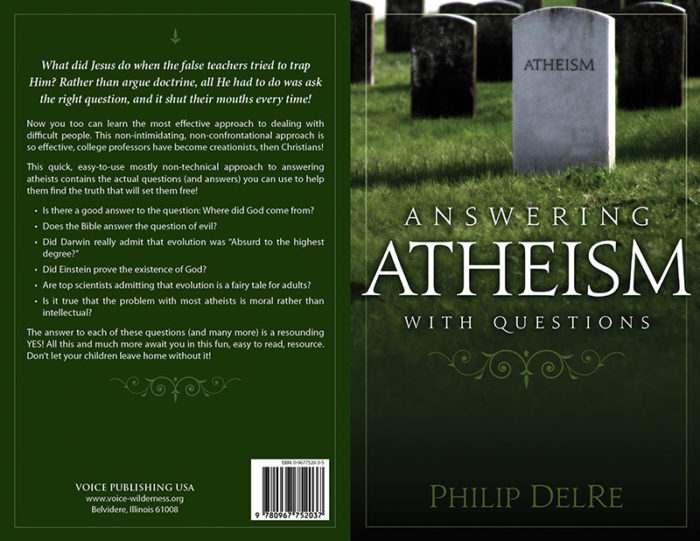 What did Jesus do when the false teachers tried to trap
Him? Rather than argue doctrine, all He had to do was ask
the right question, and it shut their mouths every time!
Now you too can learn the most effective approach to dealing with
difficult people. This non-intimidating, non-confrontational approach is
so effective, college professors have become creationists, then Christians!
This quick, easy-to-use mostly non-technical approach to answering
atheists contains the actual questions (and answers) you can use to help
them find the truth that will set them free!
• Is there a good answer to the question: Where did God come from?
• Does the Bible answer the question of evil?
• Did Darwin really admit that evolution was “Absurd to the highest
degree?”
• Did Einstein prove the existence of God?
• Are top scientists admitting that evolution is a fairy tale for adults?
• Is it true that the problem with most atheists is moral rather than
intellectual?
The answer to each of these questions (and many more) is a resounding
YES! All this and much more await you in this fun, easy to read, resource.
Don’t let your children leave home without it!
VOICE PUBLISHING USA
www.voice-wilderness.org
Belvidere, Illinois 61008
ISBN 0-9677520-3-5
9 780967 752037
ATHEISM
ANSWERING
ATHEISM
WITH QUESTIONS
PHILIP DELRE